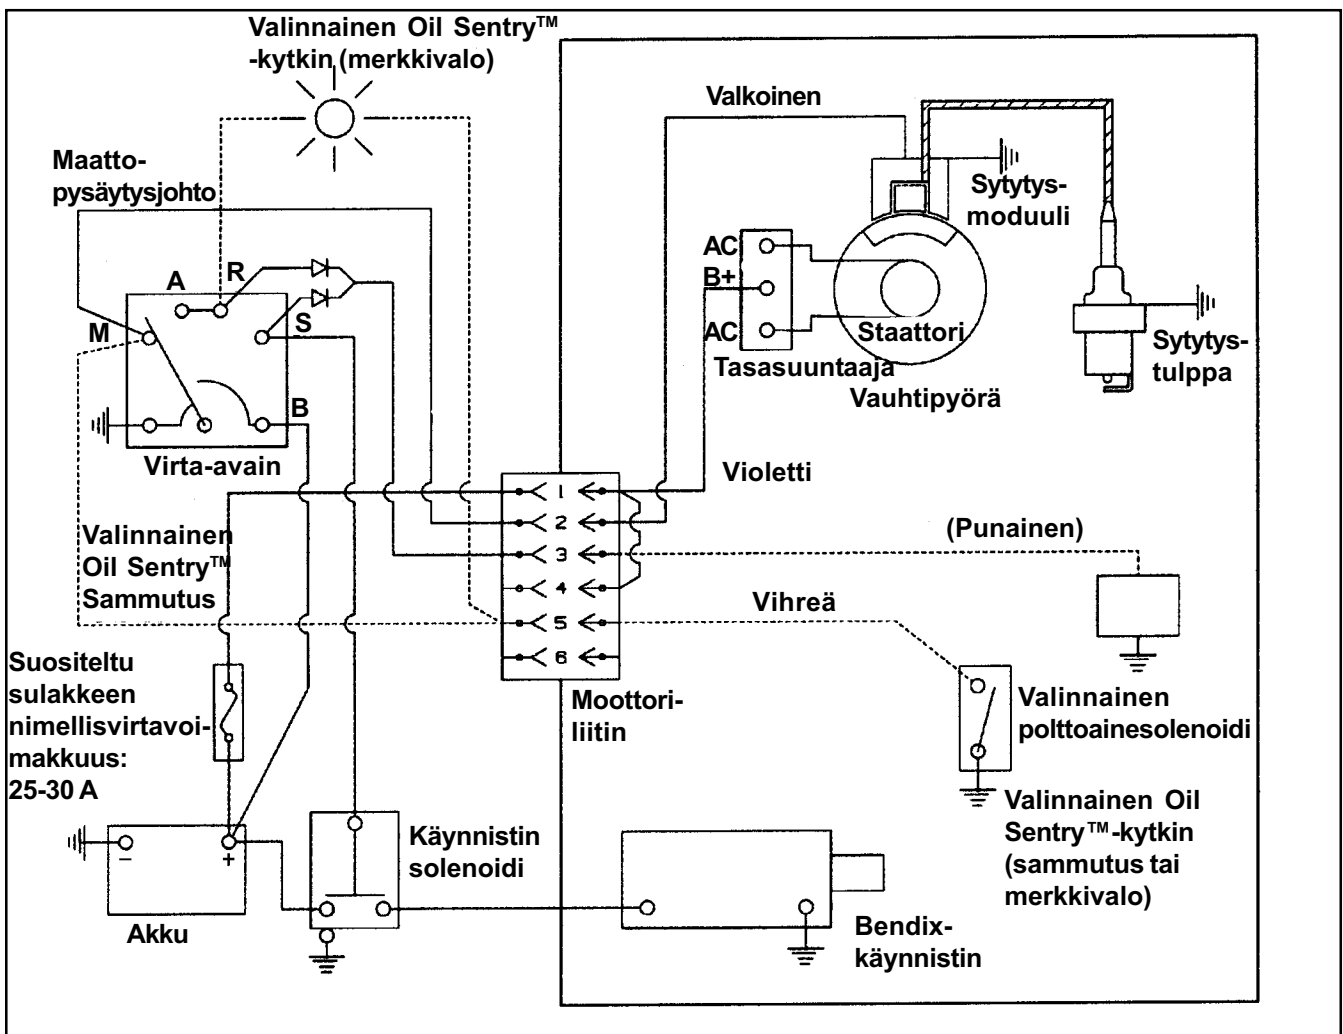 Valinnainen Oil Sentry™
-kytkin (merkkivalo)
Valkoinen
Maatto-
pysäytysjohto
Sytytys-
moduuli
AC
B+
AC
A
R
S
M
B
Staattori
Tasasuuntaaja
Vauhtipyörä
Sytytys-
tulppa
Virta-avain
Violetti
1
2
3
4
5
6
(Punainen)
Valinnainen
Oil Sentry™
Sammutus
Vihreä
Suositeltu
sulakkeen
nimellisvirtavoi-
makkuus:
25-30 A
Moottori-
liitin
Valinnainen
polttoainesolenoidi
Valinnainen Oil
Sentry™-kytkin
(sammutus tai
merkkivalo)
Käynnistin
solenoidi
–
+
Akku
Bendix-
käynnistin